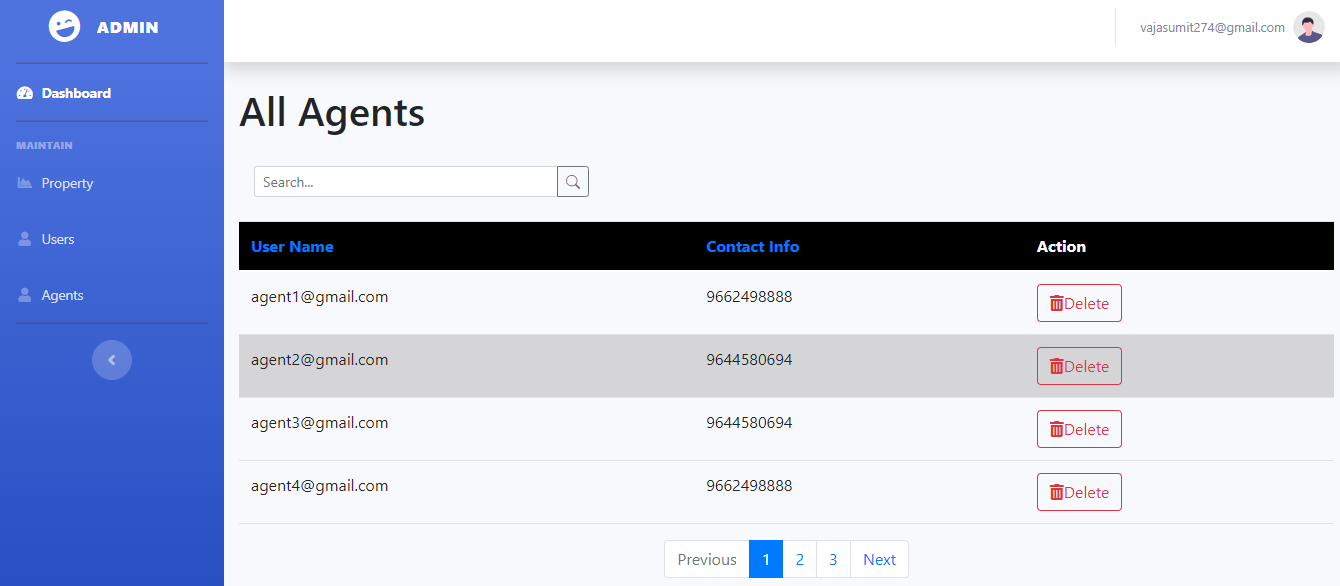 ADMIN
vajasumit274@gmail.com
Dashboard
MAINTAIN
Property
Users
Agents
All Agents
Search...
User Name Contact Info Action
agent1@gmail.com 9662498888 Delete
agent2@gmail.com 9644580694 Delete
agent3@gmail.com 9644580694 Delete
agent4@gmail.com 9662498888 Delete
Previous 1 2 3 Next